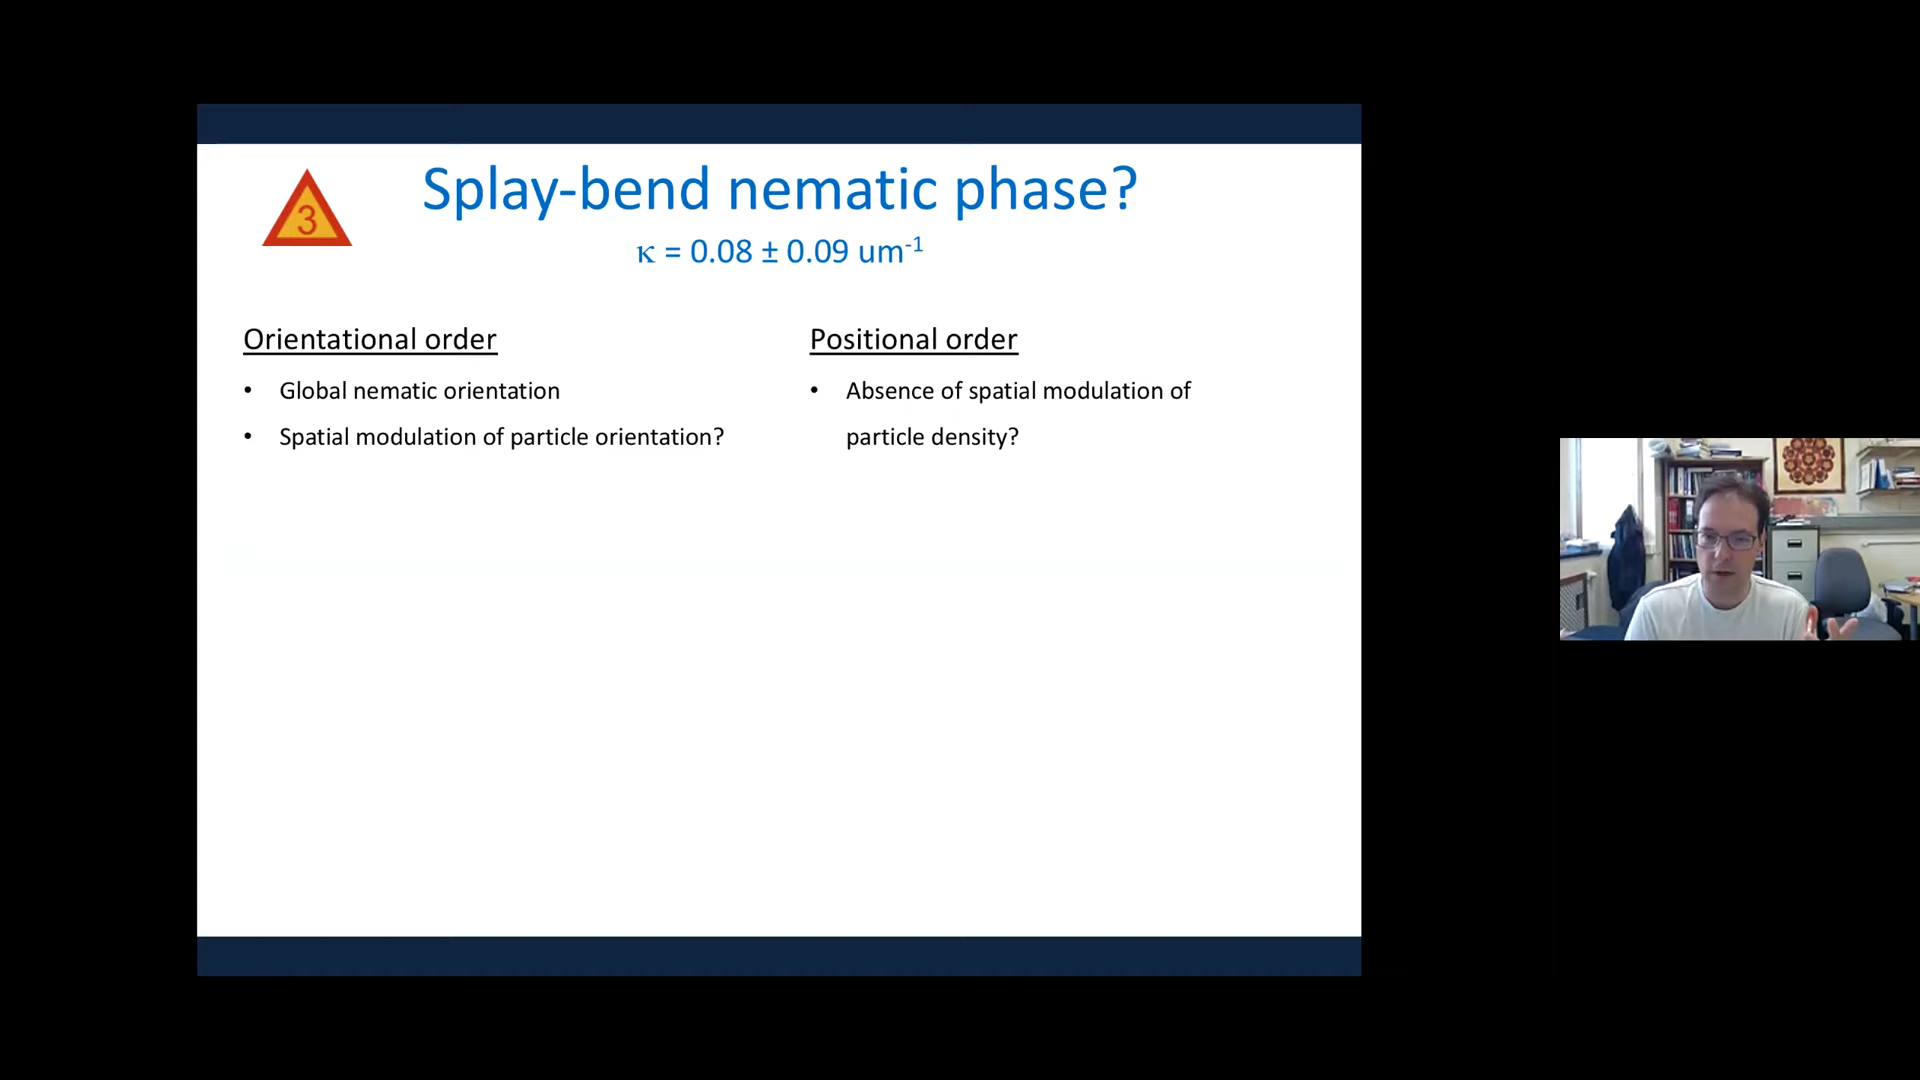 3
Splay-bend nematic phase?
κ = 0.08 ± 0.09 um⁻¹
Orientational order
• Global nematic orientation
• Spatial modulation of particle orientation?
Positional order
• Absence of spatial modulation of
particle density?